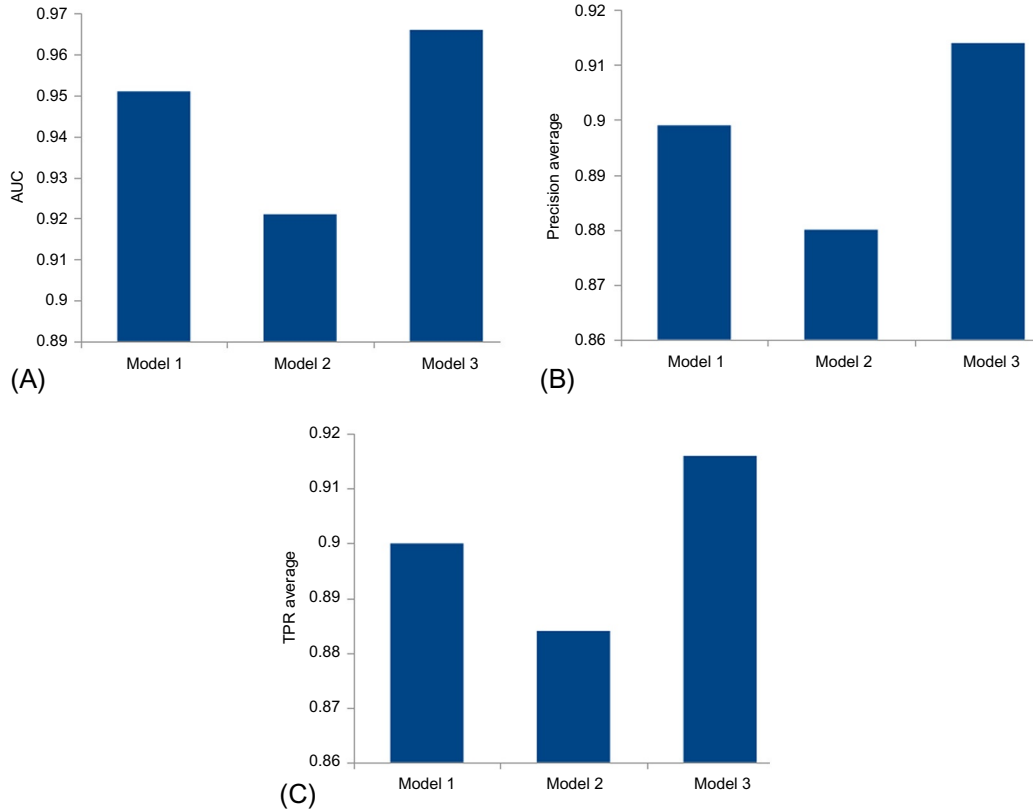 0.97
0.96
0.95
0.94
0.93
0.92
0.91
0.9
0.89
AUC
Model 1 Model 2 Model 3
(A)
0.92
0.91
0.9
0.89
0.88
0.87
0.86
Precision average
Model 1 Model 2 Model 3
(B)
0.92
0.91
0.9
0.89
0.88
0.87
0.86
TPR average
Model 1 Model 2 Model 3
(C)